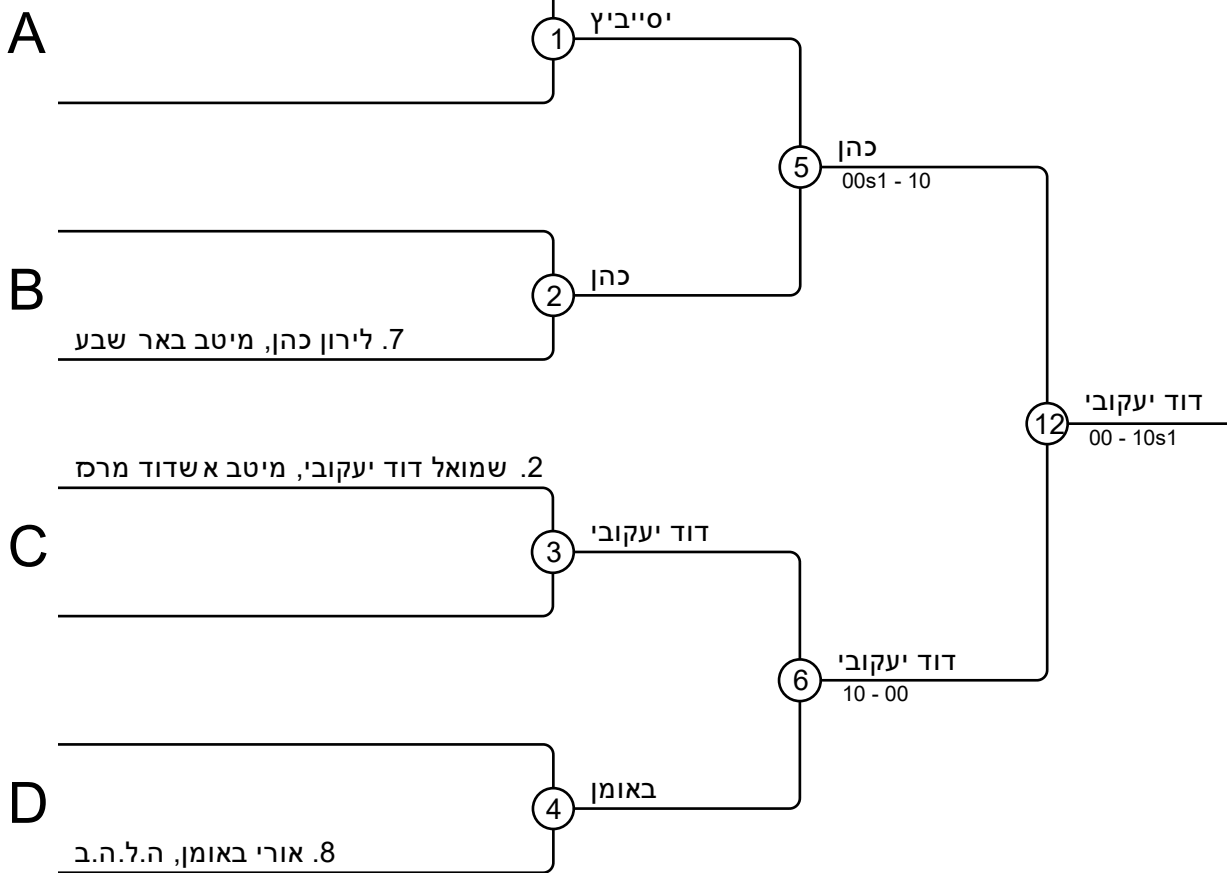 A
1
יסייביץ
5
כהן
00s1 - 10
B
2
כהן
7. לירון כהן, מיטב באר שבע
12
דוד יעקובי
00 - 10s1
2. שמואל דוד יעקובי, מיטב אשדוד מרכז
C
3
דוד יעקובי
6
דוד יעקובי
10 - 00
D
4
באומן
8. אורי באומן, ה.ל.ה.ב